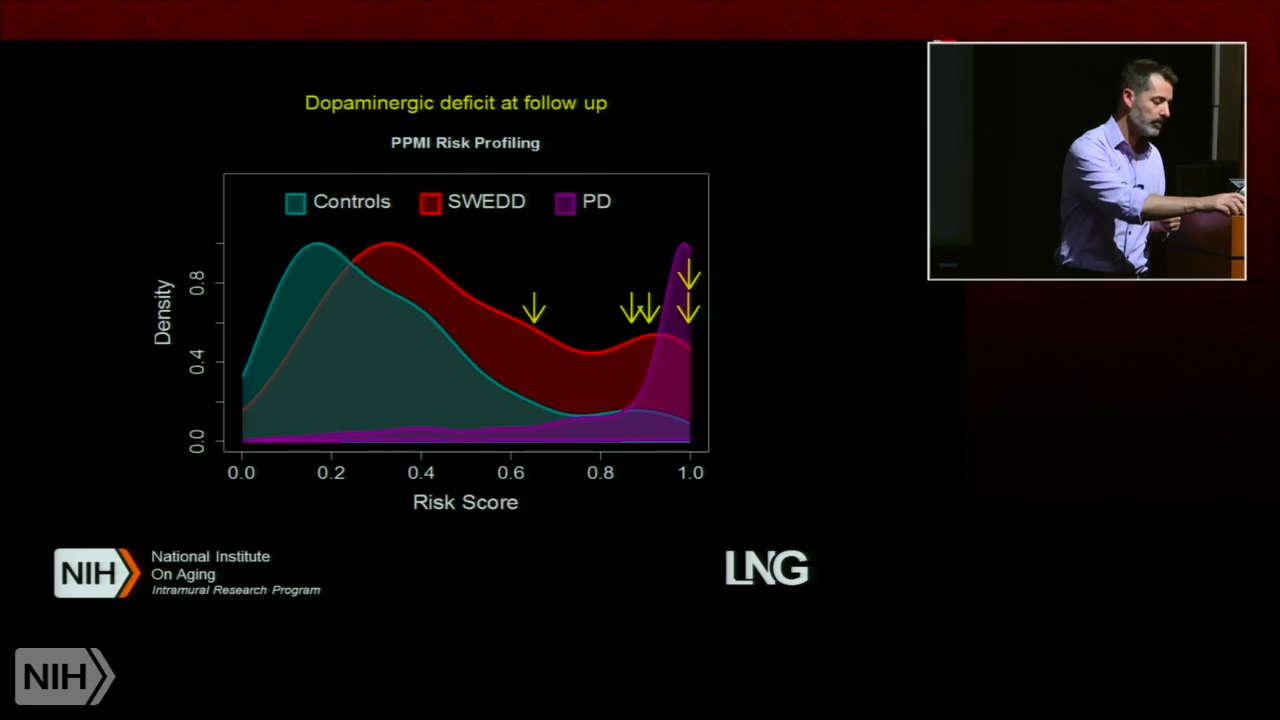 Dopaminergic deficit at follow up
PPMI Risk Profiling
Controls SWEDD PD
Density
0.8
0.4
0.0
0.0 0.2 0.4 0.6 0.8 1.0
Risk Score
NIH
National Institute
On Aging
Intramural Research Program
LNG
NIH